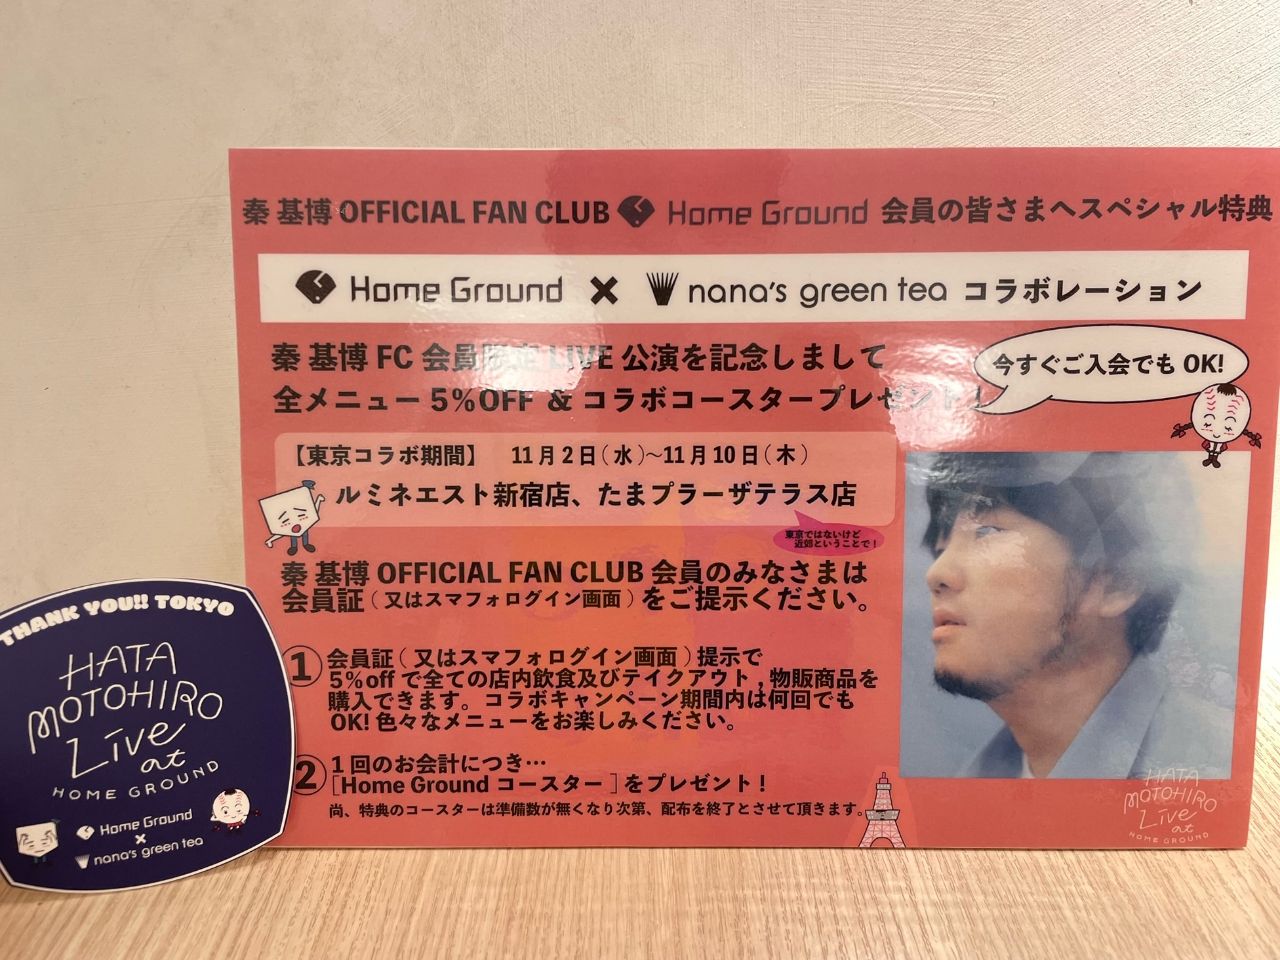 秦 基博 OFFICIAL FAN CLUB Home Ground 会員の皆さまへスペシャル特典
Home Ground × nana's green tea コラボレーション
秦 基博 FC 会員限定 LIVE 公演を記念しまして
全メニュー 5%OFF & コラボコースタープレゼント！
今すぐご入会でも OK!
【東京コラボ期間】 11月2日(水)～11月10日(木)
ルミネエスト新宿店、たまプラーザテラス店
東京ではないけど
近郊ということで！
秦 基博 OFFICIAL FAN CLUB 会員のみなさまは
会員証（又はスマフォログイン画面）をご提示ください。
① 会員証（又はスマフォログイン画面）提示で
5%off で全ての店内飲食及びテイクアウト,物販商品を
購入できます。コラボキャンペーン期間内は何回でも
OK! 色々なメニューをお楽しみください。
② 1回のお会計につき…
[Home Ground コースター]をプレゼント！
尚、特典のコースターは準備数が無くなり次第、配布を終了とさせて頂きます。
HATA
MOTOHIRO
Live
at
HOME GROUND
THANK YOU!! TOKYO
HATA
MOTOHIRO
Live
at
HOME GROUND
Home Ground
×
nana's green tea